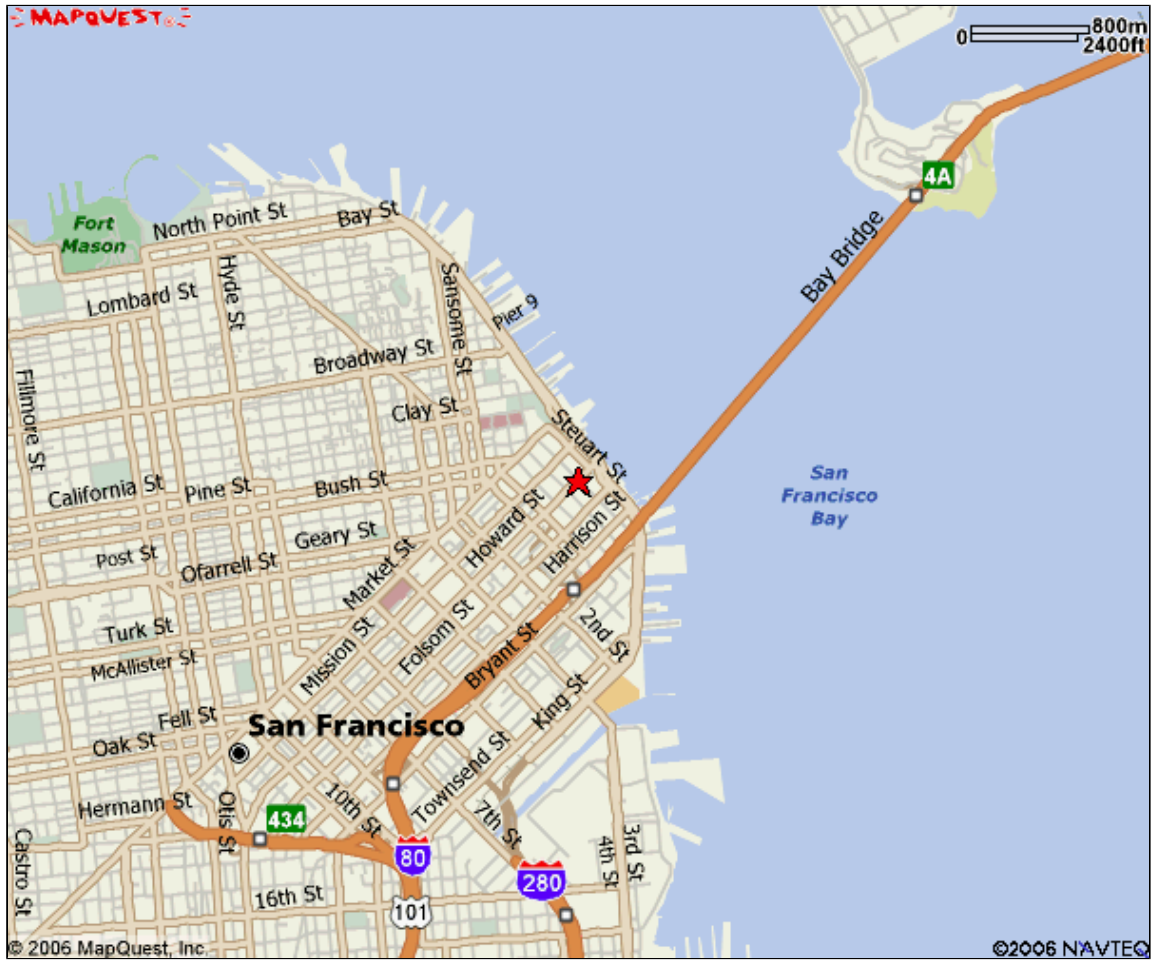 MAPQUEST
0
800m
2400ft
4A
Fort
Mason
North Point St
Bay St
Bay Bridge
Hyde St
Sansome St
Lombard St
Pier 9
Broadway St
Fillmore St
Clay St
Steuart St
San
Francisco
Bay
California St
Pine St
Bush St
Howard St
Harrison St
Geary St
Post St
Ofarrell St
Market St
Turk St
Mission St
Folsom St
Bryant St
2nd St
McAllister St
Fell St
King St
San Francisco
Oak St
Townsend St
Hermann St
Otis St
10th St
7th St
434
4th St
3rd St
Castro St
80
280
16th St
101
© 2006 MapQuest, Inc.
©2006 NAVTEQ